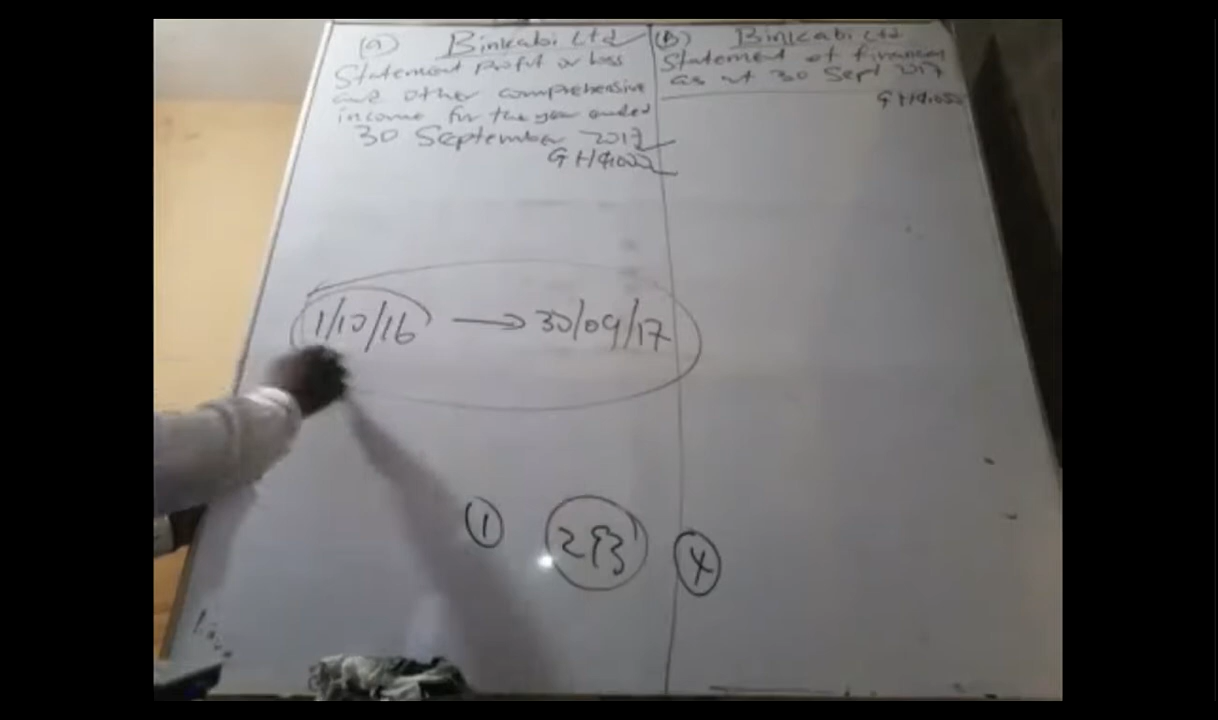 (a) Binkabi Ltd
Statement profit or loss
and other comprehensive
income for the year ended
30 September 2017
GH¢'000
(B) Binkabi Ltd
Statement of financial
as at 30 Sept 2017
GH¢'000
1/10/16 → 30/09/17
1 2&3 4